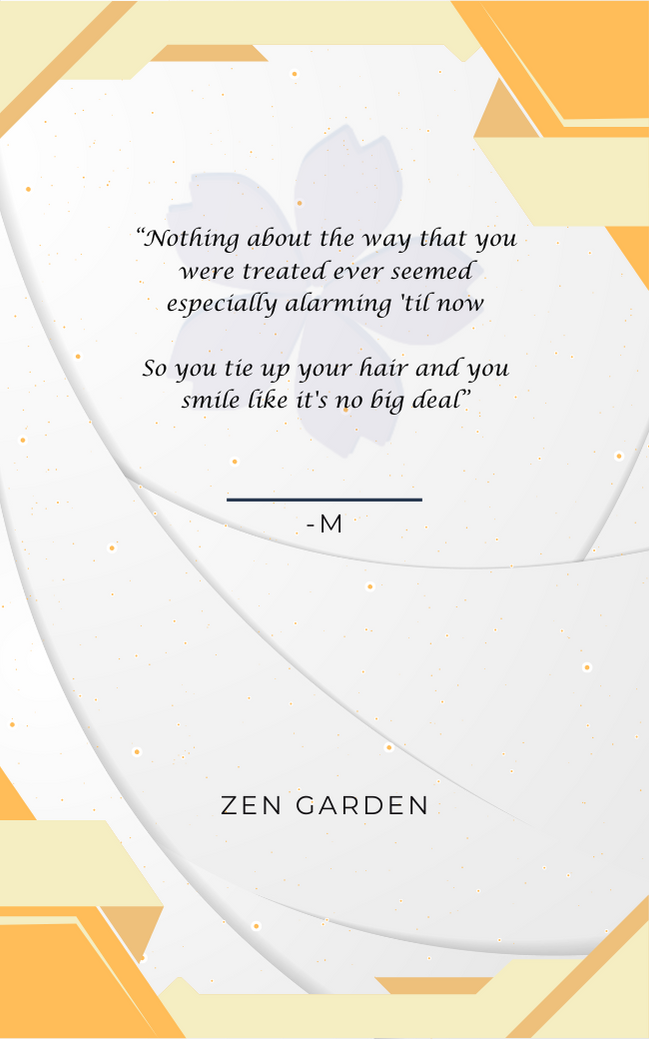 “Nothing about the way that you
were treated ever seemed
especially alarming 'til now
So you tie up your hair and you
smile like it's no big deal”
-M
ZEN GARDEN